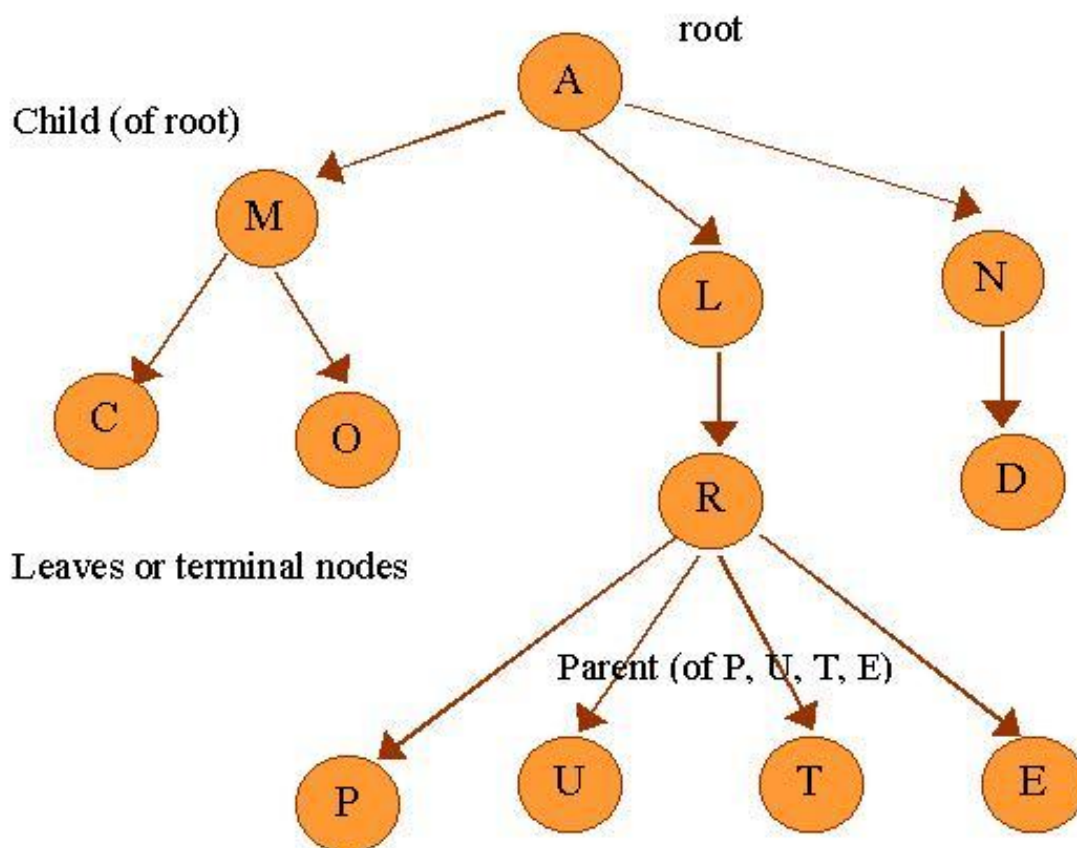 root
A
Child (of root)
M
L
N
C
O
R
D
Leaves or terminal nodes
Parent (of P, U, T, E)
P
U
T
E